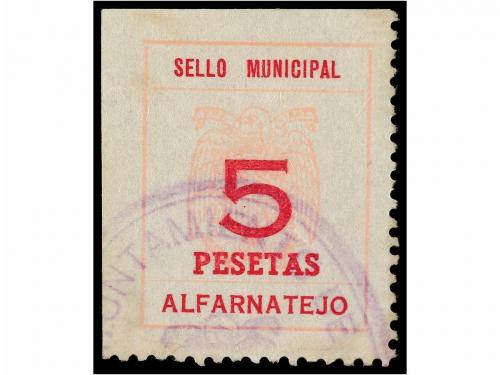 SELLO MUNICIPAL
5
PESETAS
ALFARNATEJO